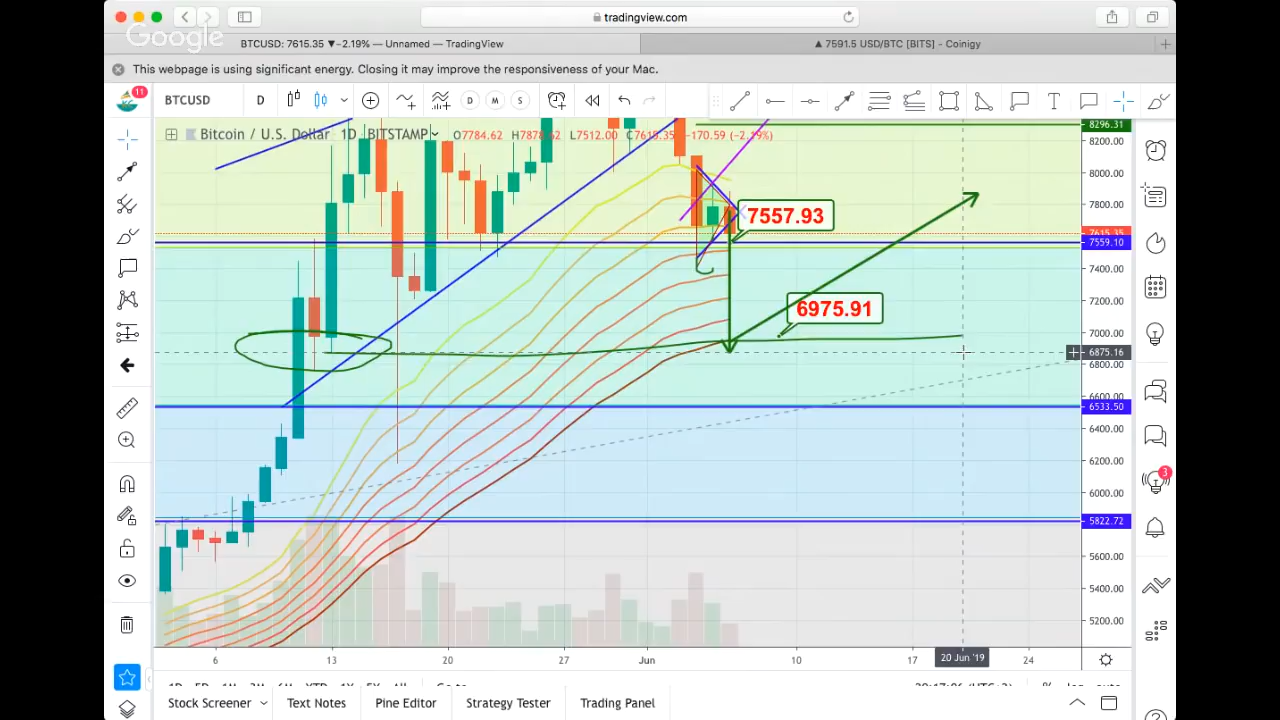 tradingview.com
Google
BTCUSD: 7615.35 ▼−2.19% — Unnamed — TradingView
▲ 7591.5 USD/BTC [BITS] - Coinigy
This webpage is using significant energy. Closing it may improve the responsiveness of your Mac.
11
BTCUSD
D
D
M
S
T
Bitcoin / U.S. Dollar
1D
BITSTAMP
O7784.62
L7512.00
−170.59 (−2.19%)
8296.31
8000.00
7800.00
7557.93
7615.35
7559.10
7400.00
7200.00
6975.91
7000.00
6875.16
6800.00
6600.00
6533.50
6400.00
6200.00
3
6000.00
5822.72
5600.00
5400.00
5200.00
6
13
20
27
Jun
10
17
20 Jun '19
24
Stock Screener
Text Notes
Pine Editor
Strategy Tester
Trading Panel